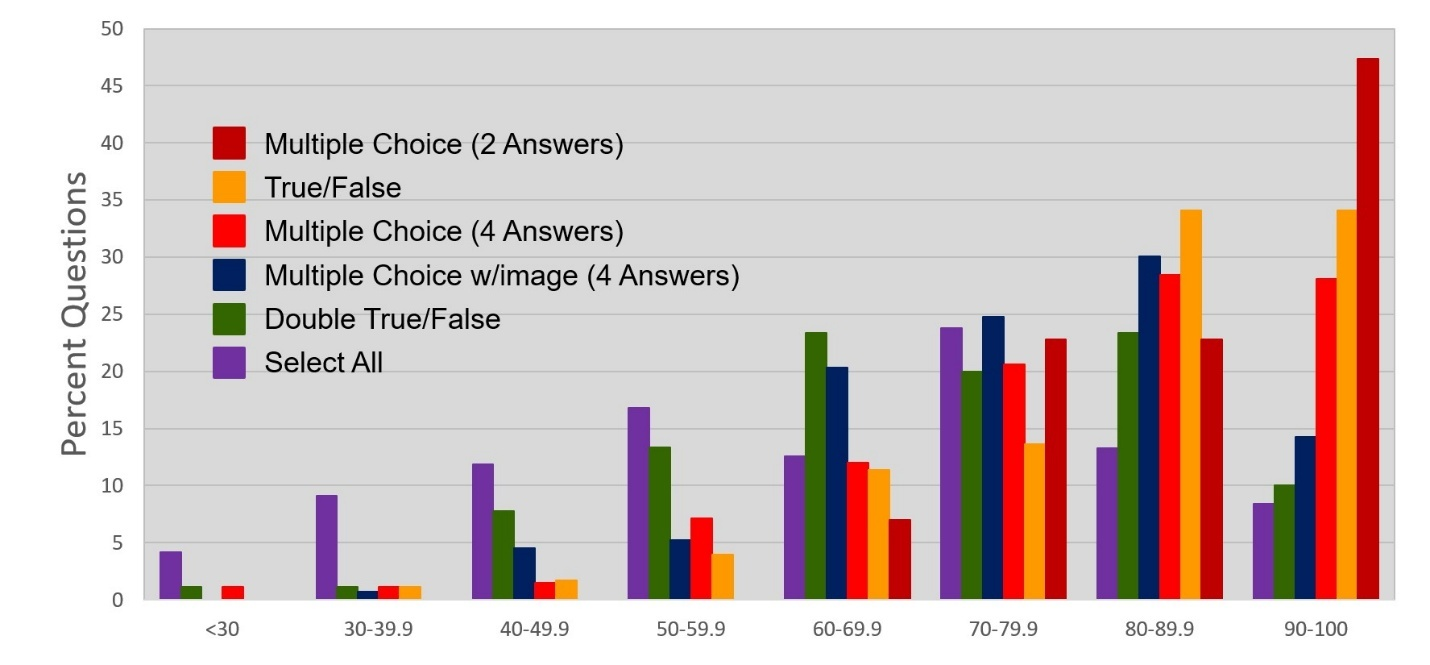 50
45
40
35
30
25
20
15
10
5
0
Percent Questions
Multiple Choice (2 Answers)
True/False
Multiple Choice (4 Answers)
Multiple Choice w/image (4 Answers)
Double True/False
Select All
<30 30-39.9 40-49.9 50-59.9 60-69.9 70-79.9 80-89.9 90-100